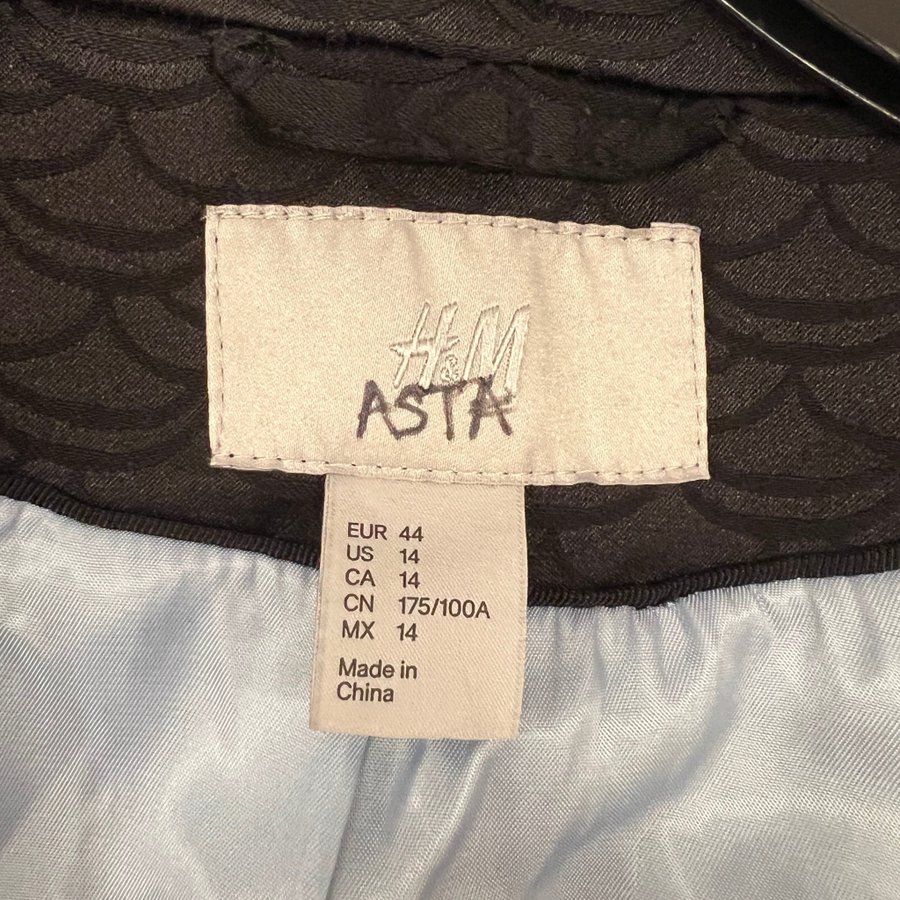 H&M
ASTA
EUR 44
US 14
CA 14
CN 175/100A
MX 14
Made in
China